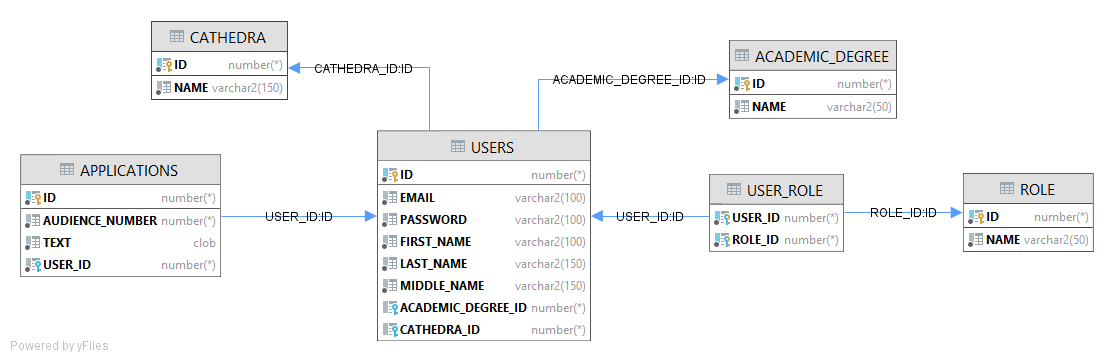 CATHEDRA
ID number(*)
NAME varchar2(150)
CATHEDRA_ID:ID
ACADEMIC_DEGREE_ID:ID
ACADEMIC_DEGREE
ID number(*)
NAME varchar2(50)
APPLICATIONS
ID number(*)
AUDIENCE_NUMBER number(*)
TEXT clob
USER_ID number(*)
USER_ID:ID
USERS
ID number(*)
EMAIL varchar2(100)
PASSWORD varchar2(100)
FIRST_NAME varchar2(100)
LAST_NAME varchar2(150)
MIDDLE_NAME varchar2(150)
ACADEMIC_DEGREE_ID number(*)
CATHEDRA_ID number(*)
USER_ID:ID
USER_ROLE
USER_ID number(*)
ROLE_ID number(*)
ROLE_ID:ID
ROLE
ID number(*)
NAME varchar2(50)
Powered by yFiles